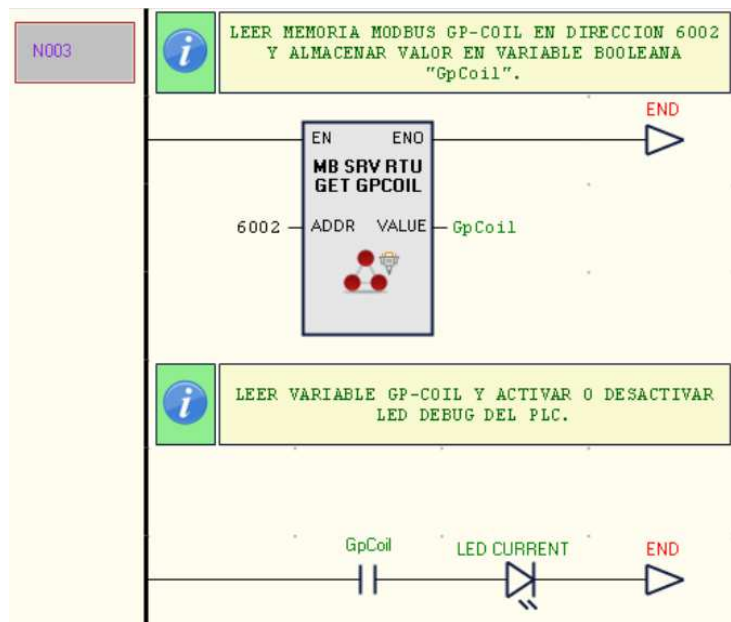 N003
LEER MEMORIA MODBUS GP-COIL EN DIRECCION 6002
Y ALMACENAR VALOR EN VARIABLE BOOLEANA
"GpCoil".
END
EN ENO
MB SRV RTU
GET GPCOIL
6002 ADDR VALUE GpCoil
LEER VARIABLE GP-COIL Y ACTIVAR O DESACTIVAR
LED DEBUG DEL PLC.
GpCoil LED CURRENT END